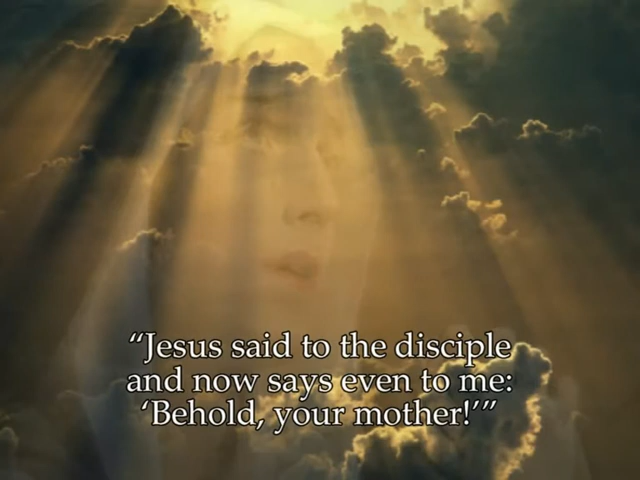 “Jesus said to the disciple
and now says even to me:
‘Behold, your mother!’”